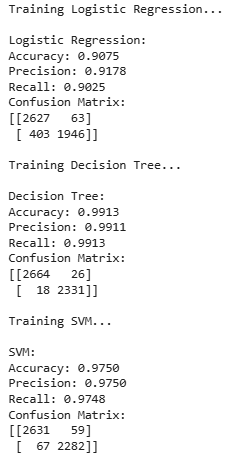 Training Logistic Regression...
Logistic Regression:
Accuracy: 0.9075
Precision: 0.9178
Recall: 0.9025
Confusion Matrix:
[[2627   63]
 [ 403 1946]]
Training Decision Tree...
Decision Tree:
Accuracy: 0.9913
Precision: 0.9911
Recall: 0.9913
Confusion Matrix:
[[2664   26]
 [  18 2331]]
Training SVM...
SVM:
Accuracy: 0.9750
Precision: 0.9750
Recall: 0.9748
Confusion Matrix:
[[2631   59]
 [  67 2282]]